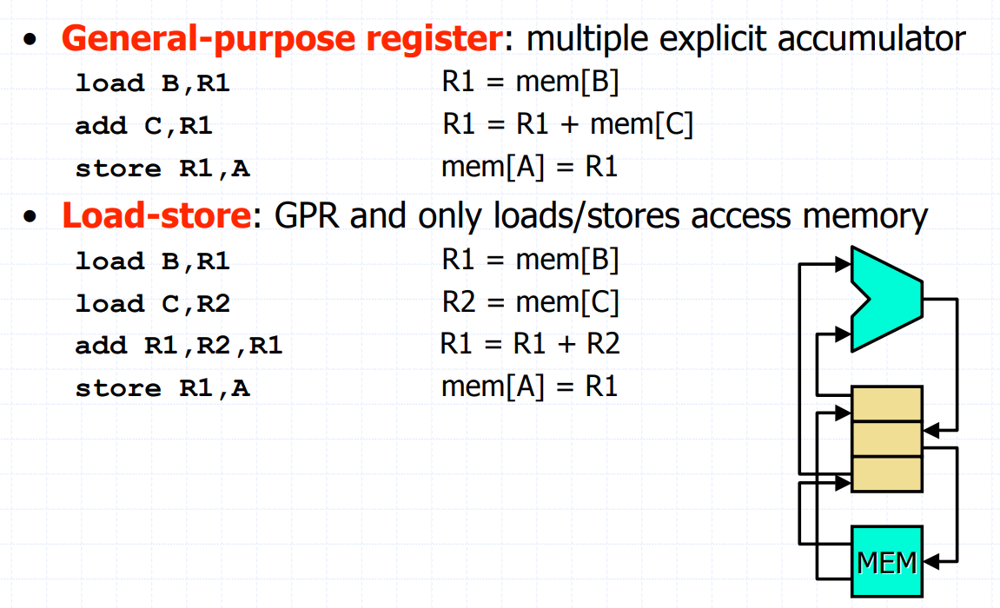 • General-purpose register: multiple explicit accumulator
load B,R1 R1 = mem[B]
add C,R1 R1 = R1 + mem[C]
store R1,A mem[A] = R1
• Load-store: GPR and only loads/stores access memory
load B,R1 R1 = mem[B]
load C,R2 R2 = mem[C]
add R1,R2,R1 R1 = R1 + R2
store R1,A mem[A] = R1
MEM